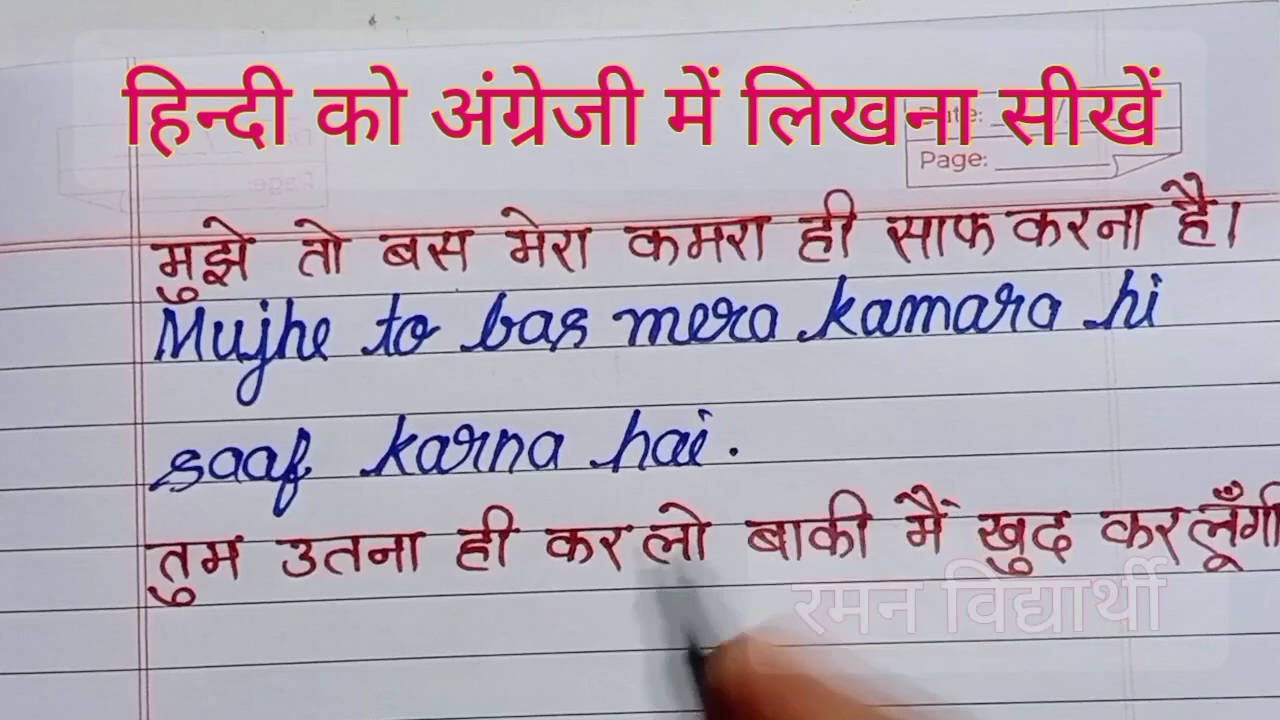 हिन्दी को अंग्रेजी में लिखना सीखें
Date: / /
Page:
मुझे तो बस मेरा कमरा ही साफ करना है।
Mujhe to bas mera kamara hi
saaf karna hai.
तुम उतना ही कर लो बाकी मैं खुद कर लूँगी
रमन विद्यार्थी